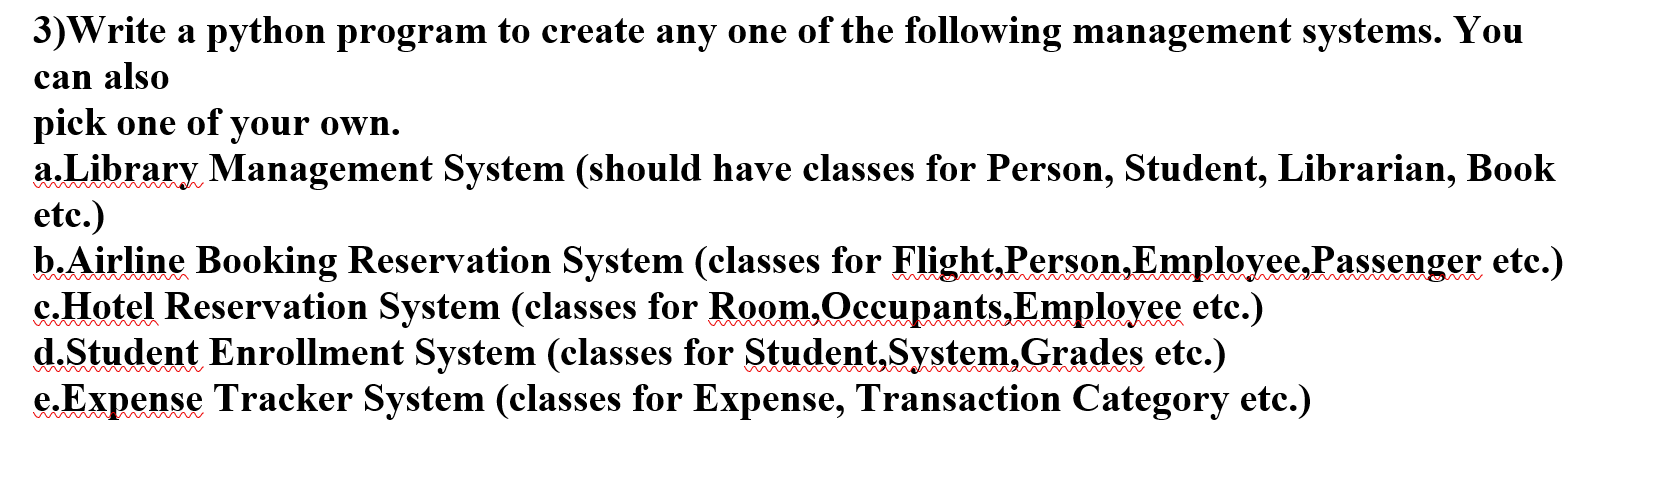 3)Write a python program to create any one of the following management systems. You
can also
pick one of your own.
a.Library Management System (should have classes for Person, Student, Librarian, Book
etc.)
b.Airline Booking Reservation System (classes for Flight,Person,Employee,Passenger etc.)
c.Hotel Reservation System (classes for Room,Occupants,Employee etc.)
d.Student Enrollment System (classes for Student,System,Grades etc.)
e.Expense Tracker System (classes for Expense, Transaction Category etc.)